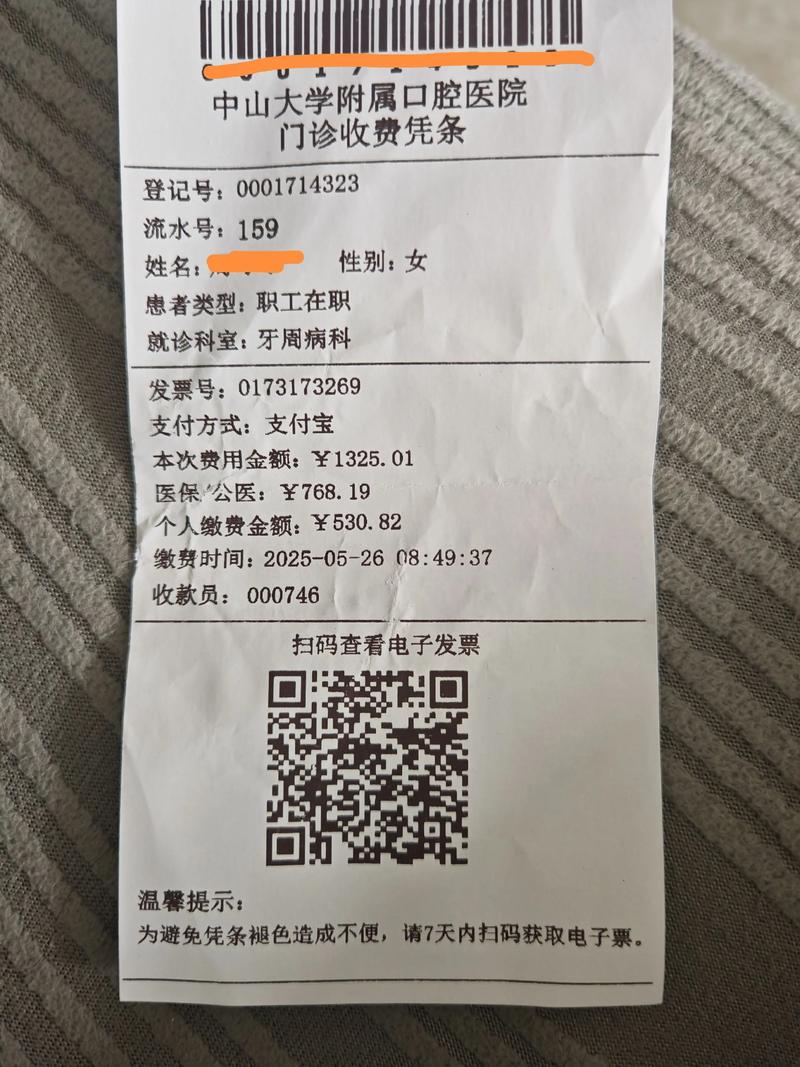 中山大学附属口腔医院
门诊收费凭条
登记号：0001714323
流水号：159
姓名： 性别：女
患者类型：职工在职
就诊科室：牙周病科
发票号：0173173269
支付方式：支付宝
本次费用金额：¥1325.01
医保/公医：¥768.19
个人缴费金额：¥530.82
缴费时间：2025-05-26 08:49:37
收款员：000746
扫码查看电子发票
温馨提示：
为避免凭条褪色造成不便，请7天内扫码获取电子票。